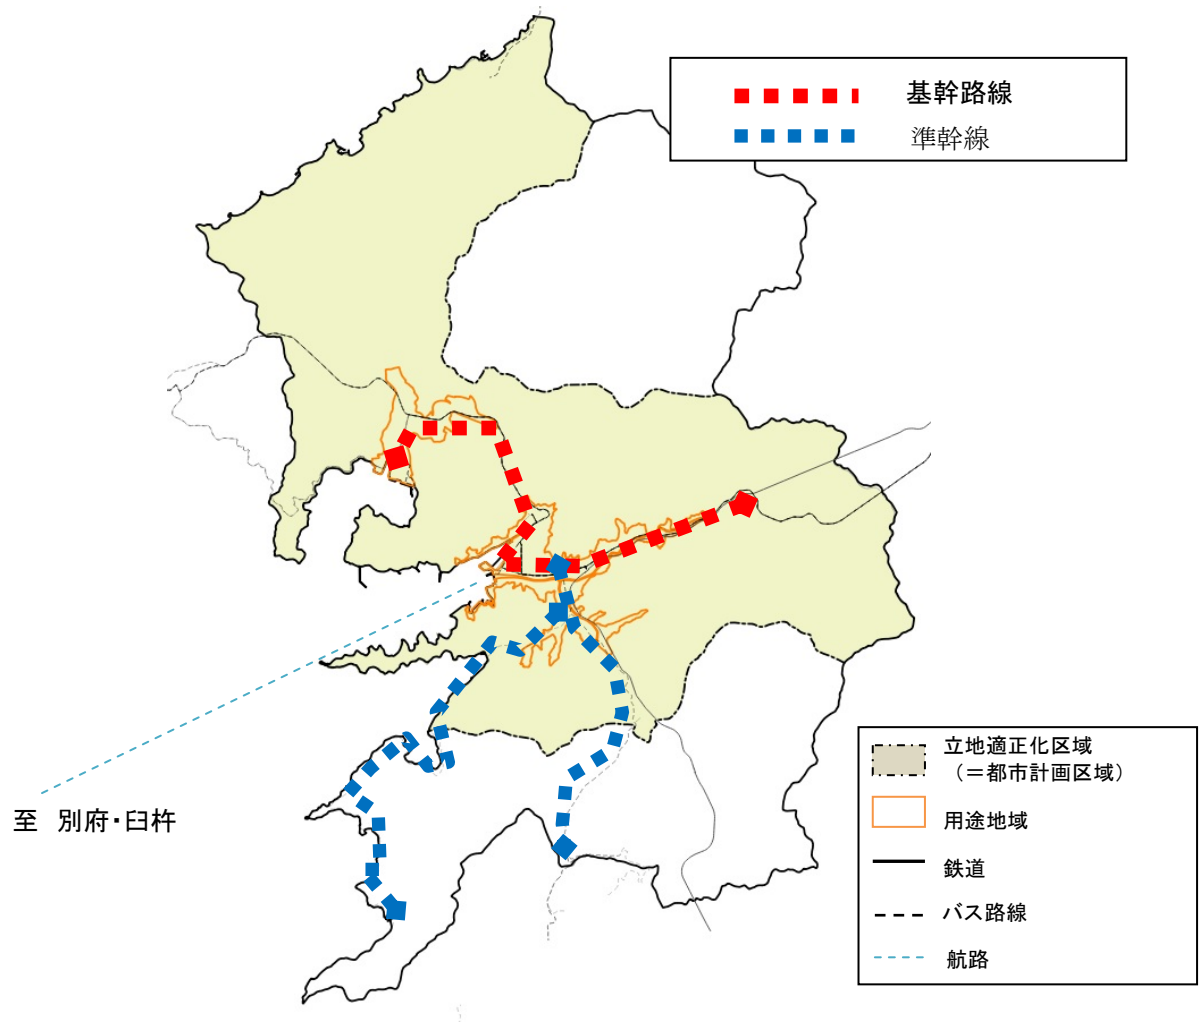 基幹路線
準幹線
立地適正化区域
(＝都市計画区域)
至 別府・臼杵
用途地域
鉄道
バス路線
航路